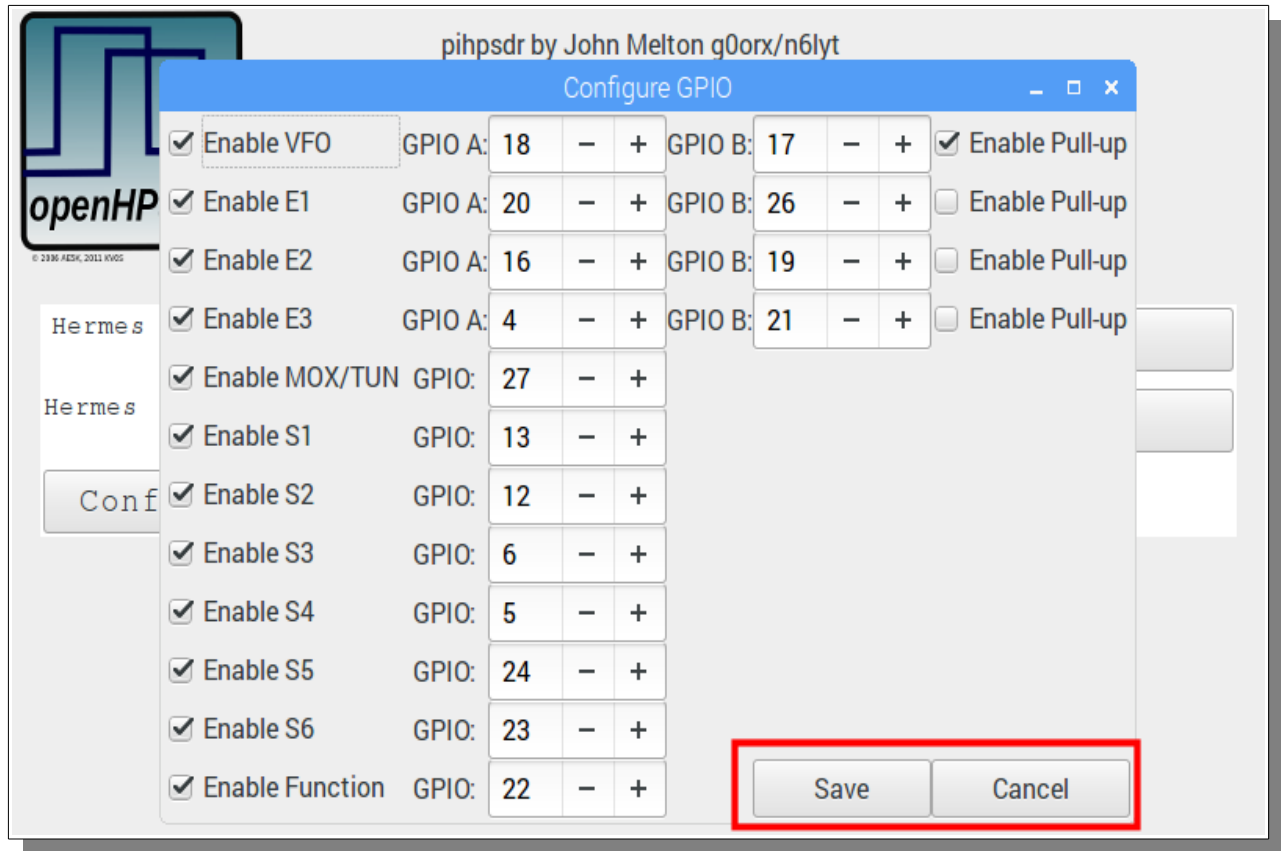 pihpsdr by John Melton g0orx/n6lyt
Configure GPIO
openHP
© 2006 AE5K, 2011 KV0S
Enable VFO GPIO A: 18 − + GPIO B: 17 − + Enable Pull-up
Enable E1 GPIO A: 20 − + GPIO B: 26 − + Enable Pull-up
Enable E2 GPIO A: 16 − + GPIO B: 19 − + Enable Pull-up
Enable E3 GPIO A: 4 − + GPIO B: 21 − + Enable Pull-up
Hermes
Enable MOX/TUN GPIO: 27 − +
Hermes
Enable S1 GPIO: 13 − +
Enable S2 GPIO: 12 − +
Conf
Enable S3 GPIO: 6 − +
Enable S4 GPIO: 5 − +
Enable S5 GPIO: 24 − +
Enable S6 GPIO: 23 − +
Enable Function GPIO: 22 − +
Save Cancel